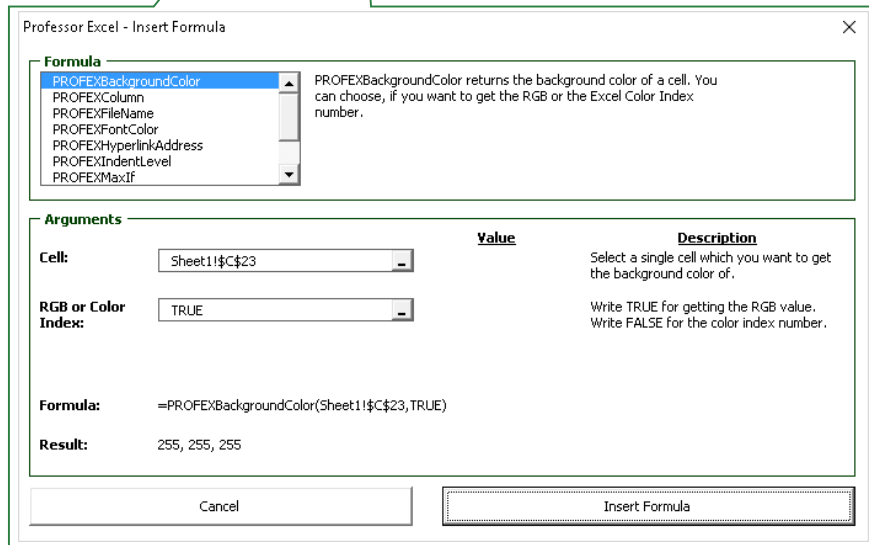 Professor Excel - Insert Formula
Formula
PROFEXBackgroundColor
PROFEXColumn
PROFEXFileName
PROFEXFontColor
PROFEXHyperlinkAddress
PROFEXIndentLevel
PROFEXMaxIf
PROFEXBackgroundColor returns the background color of a cell. You
can choose, if you want to get the RGB or the Excel Color Index
number.
Arguments
Value
Description
Cell:
Sheet1!$C$23
Select a single cell which you want to get
the background color of.
RGB or Color
Index:
TRUE
Write TRUE for getting the RGB value.
Write FALSE for the color index number.
Formula:
=PROFEXBackgroundColor(Sheet1!$C$23,TRUE)
Result:
255, 255, 255
Cancel
Insert Formula